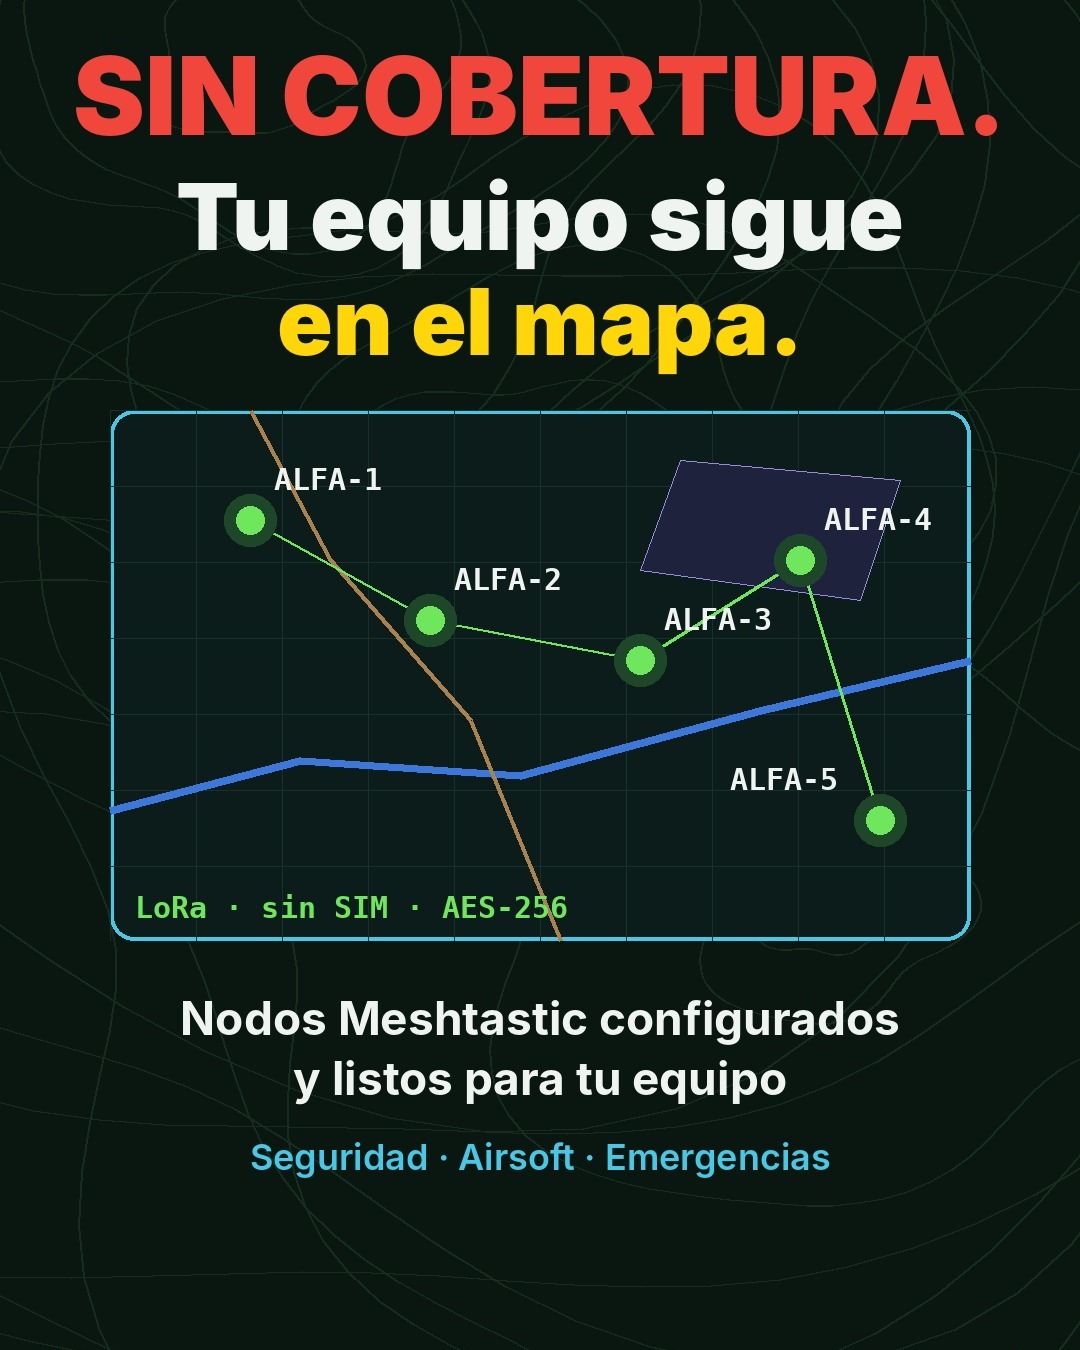 SIN COBERTURA.
Tu equipo sigue
en el mapa.
ALFA-1
ALFA-4
ALFA-2
ALFA-3
ALFA-5
LoRa · sin SIM · AES-256
Nodos Meshtastic configurados
y listos para tu equipo
Seguridad · Airsoft · Emergencias